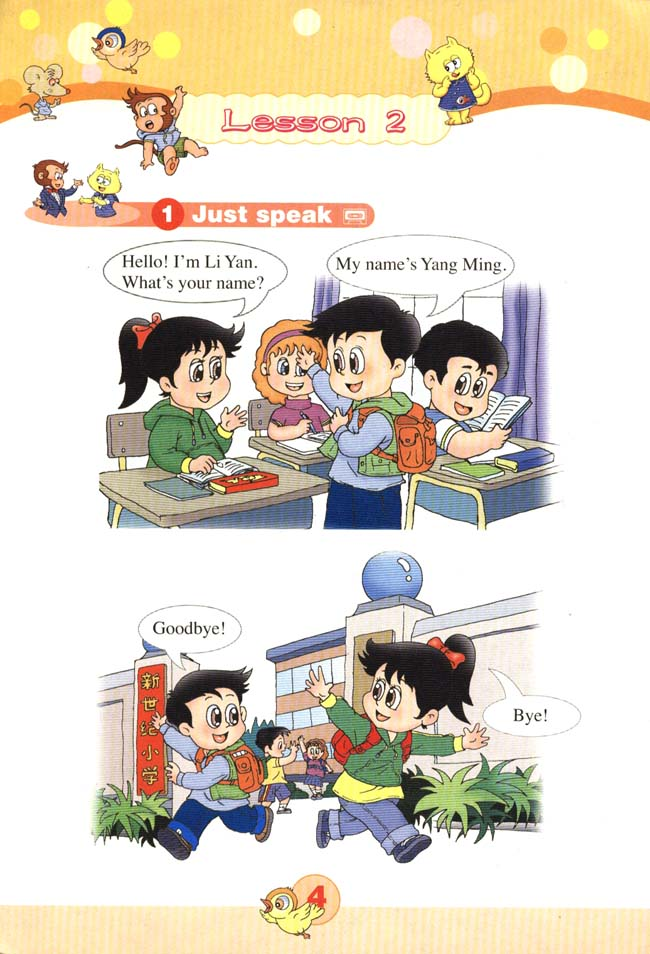 Lesson 2
1 Just speak
Hello! I'm Li Yan.
What's your name?
My name's Yang Ming.
Goodbye!
新世纪小学
Bye!
4